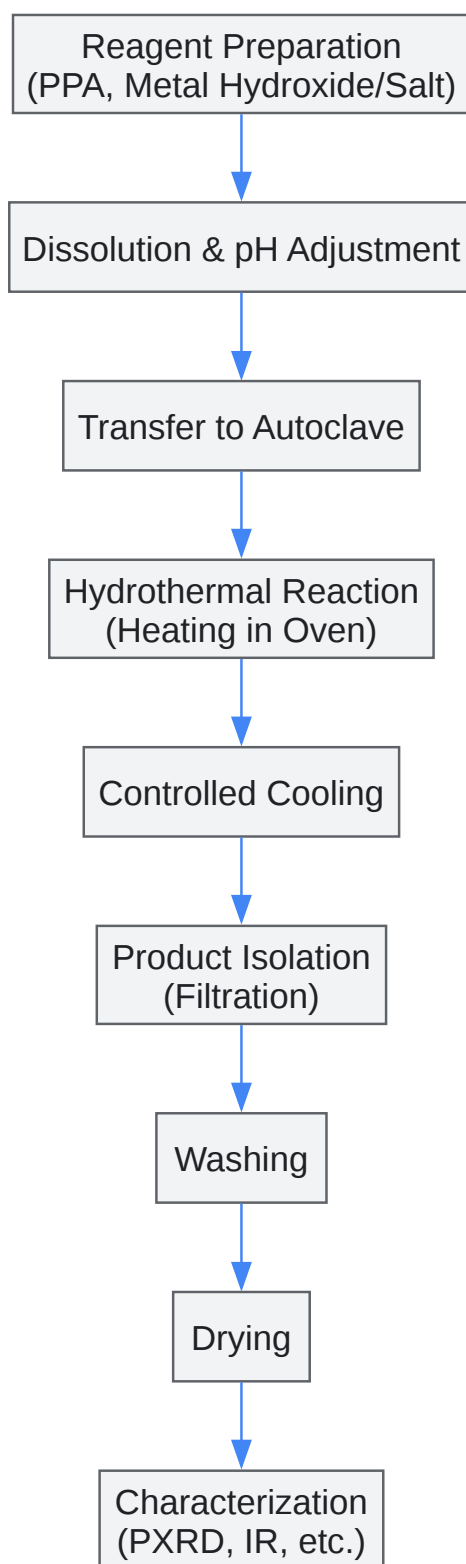 Reagent Preparation
(PPA, Metal Hydroxide/Salt)
Dissolution & pH Adjustment
Transfer to Autoclave
Hydrothermal Reaction
(Heating in Oven)
Controlled Cooling
Product Isolation
(Filtration)
Washing
Drying
Characterization
(PXRD, IR, etc.)